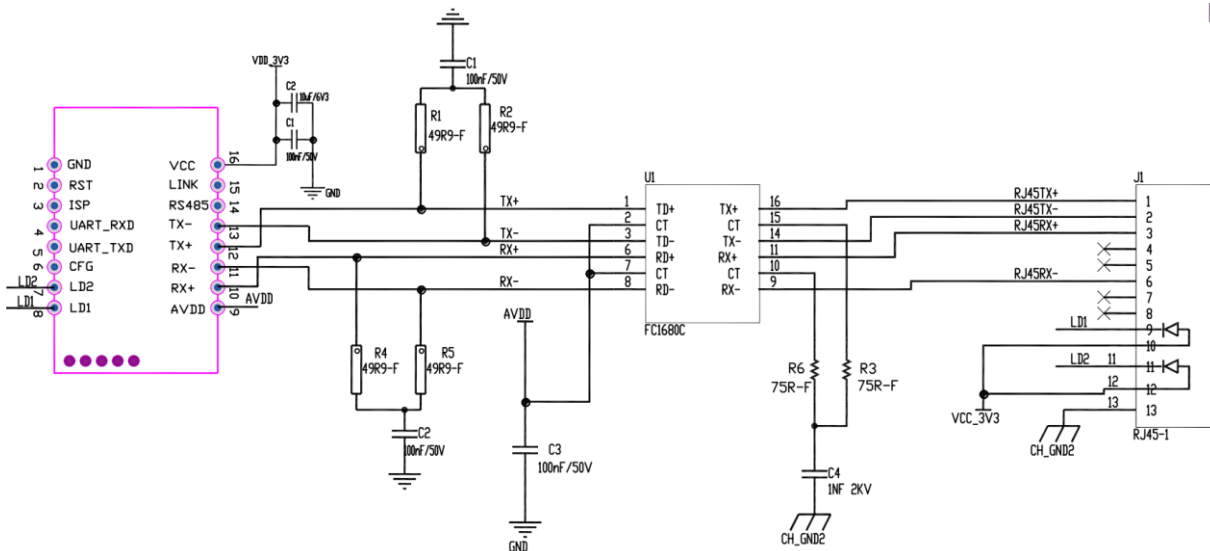 C1
100nF/50V
VDD_3V3
C2
10uF/6V3
C1
100nF/50V
GND
R1
49R9-F
R2
49R9-F
1 GND
2 RST
3 ISP
4 UART_RXD
5 UART_TXD
6 CFG
LD2 7 LD2
LD1 8 LD1
VCC 16
LINK 15
RS485 14
TX- 13
TX+ 12
RX- 11
RX+ 10
AVDD 9
AVDD
TX+
TX-
RX+
RX-
U1
1 TD+ TX+ 16
2 CT CT 15
3 TD- TX- 14
6 RD+ RX+ 11
7 CT CT 10
8 RD- RX- 9
FC1680C
RJ45TX+
RJ45TX-
RJ45RX+
RJ45RX-
J1
1
2
3
4
5
6
7
8
LD1 9
10
LD2 11 11
12 12
13 13
RJ45-1
VCC_3V3
CH_GND2
R4
49R9-F
R5
49R9-F
C2
100nF/50V
AVDD
C3
100nF/50V
GND
R6
75R-F
R3
75R-F
C4
1NF 2KV
CH_GND2